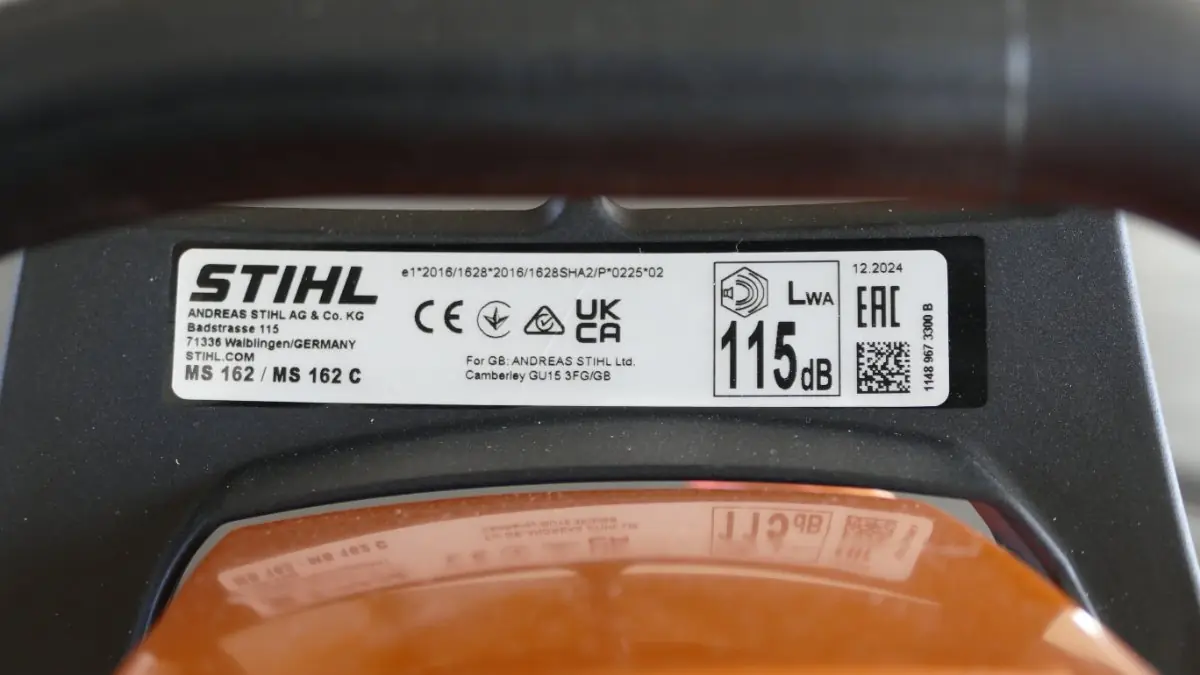 STIHL
ANDREAS STIHL AG & Co. KG
Badstrasse 115
71336 Waiblingen/GERMANY
STIHL.COM
MS 162 / MS 162 C
e1*2016/1628*2016/1628SHA2/P*0225*02
CE
UK
CA
For GB: ANDREAS STIHL Ltd.
Camberley GU15 3FG/GB
LWA
115dB
12.2024
EAC
1148 967 3300 B